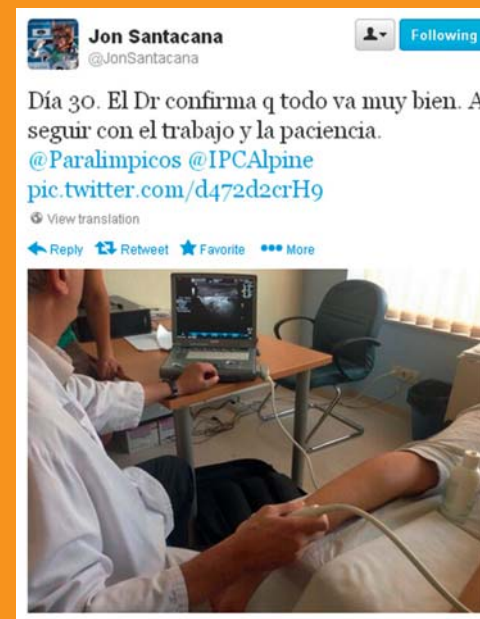 Jon Santacana
@JonSantacana
Following
Día 30. El Dr confirma q todo va muy bien. A
seguir con el trabajo y la paciencia.
@Paralimpicos @IPCAlpine
pic.twitter.com/d472d2crH9
View translation
Reply Retweet Favorite More